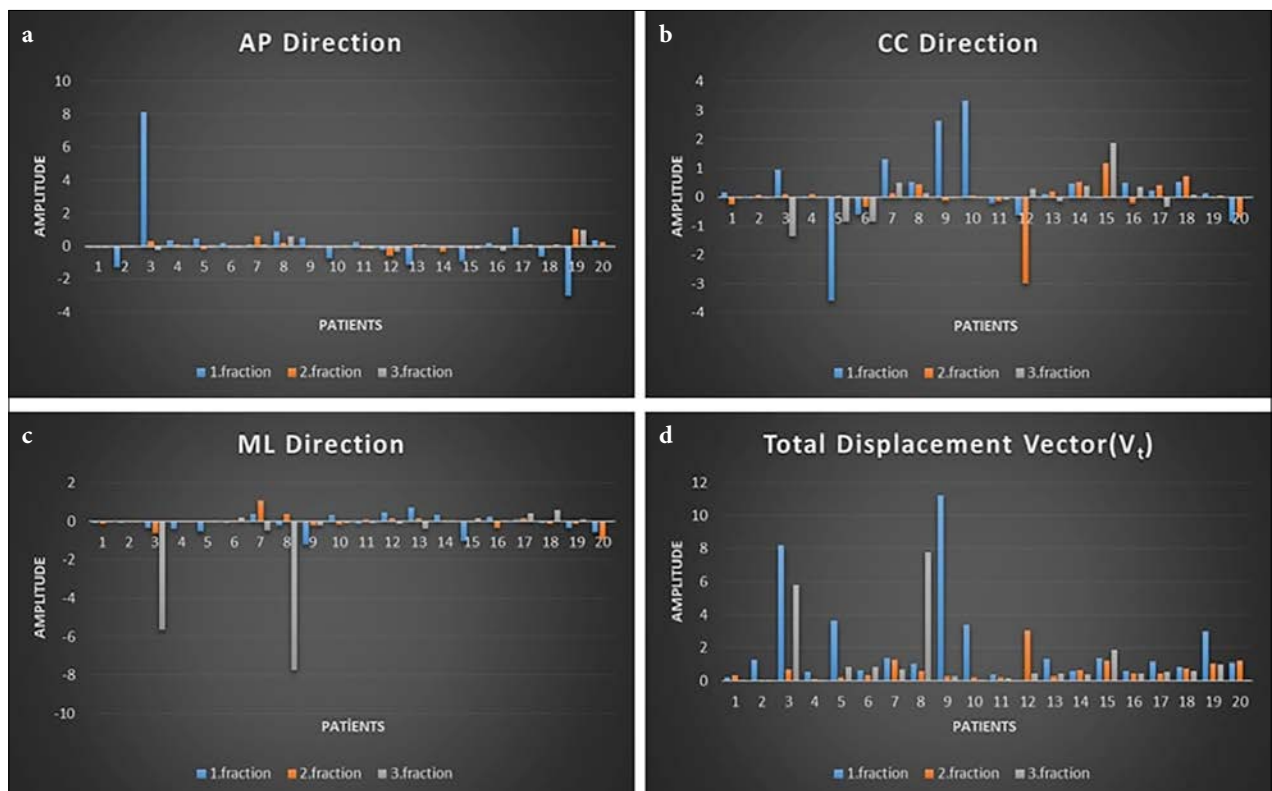 a
AP Direction
10
8
6
4
2
0
-2
-4
AMPLITUDE
1 2 3 4 5 6 7 8 9 10 11 12 13 14 15 16 17 18 19 20
PATIENTS
1.fraction 2.fraction 3.fraction
b
CC Direction
4
3
2
1
0
-1
-2
-3
-4
AMPLITUDE
1 2 3 4 5 6 7 8 9 10 11 12 13 14 15 16 17 18 19 20
PATIENTS
1.fraction 2.fraction 3.fraction
c
ML Direction
2
0
-2
-4
-6
-8
-10
AMPLITUDE
1 2 3 4 5 6 7 8 9 10 11 12 13 14 15 16 17 18 19 20
PATİENTS
1.fraction 2.fraction 3.fraction
d
Total Displacement Vector(Vt)
12
10
8
6
4
2
0
AMPLITUDE
1 2 3 4 5 6 7 8 9 10 11 12 13 14 15 16 17 18 19 20
PATIENTS
1.fraction 2.fraction 3.fraction